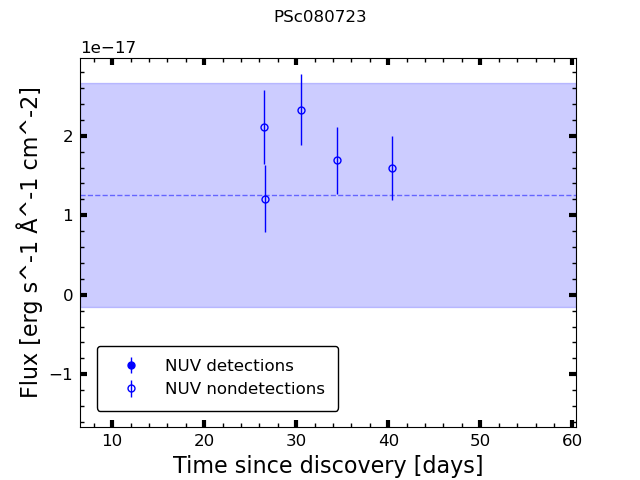 PSc080723
1e−17
2
1
0
−1
Flux [erg s^-1 Å^-1 cm^-2]
NUV detections
NUV nondetections
10 20 30 40 50 60
Time since discovery [days]